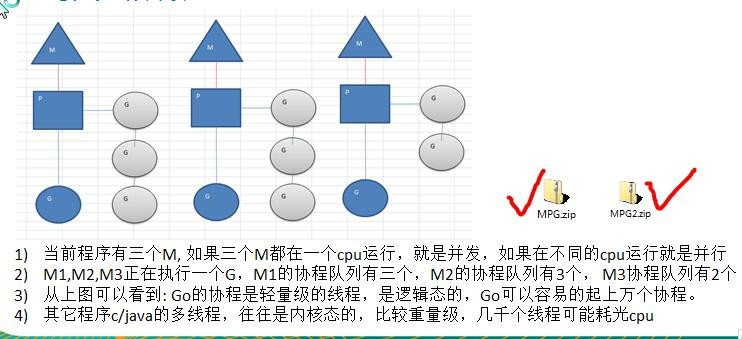 M
M
M
P
G
P
G
P
G
G
G
G
G
G
G
G
G
MPG.zip
MPG2.zip
1) 当前程序有三个M, 如果三个M都在一个cpu运行，就是并发，如果在不同的cpu运行就是并行
2) M1,M2,M3正在执行一个G，M1的协程队列有三个，M2的协程队列有3个， M3协程队列有2个
3) 从上图可以看到: Go的协程是轻量级的线程，是逻辑态的，Go可以容易的起上万个协程。
4) 其它程序c/java的多线程，往往是内核态的，比较重量级，几千个线程可能耗光cpu